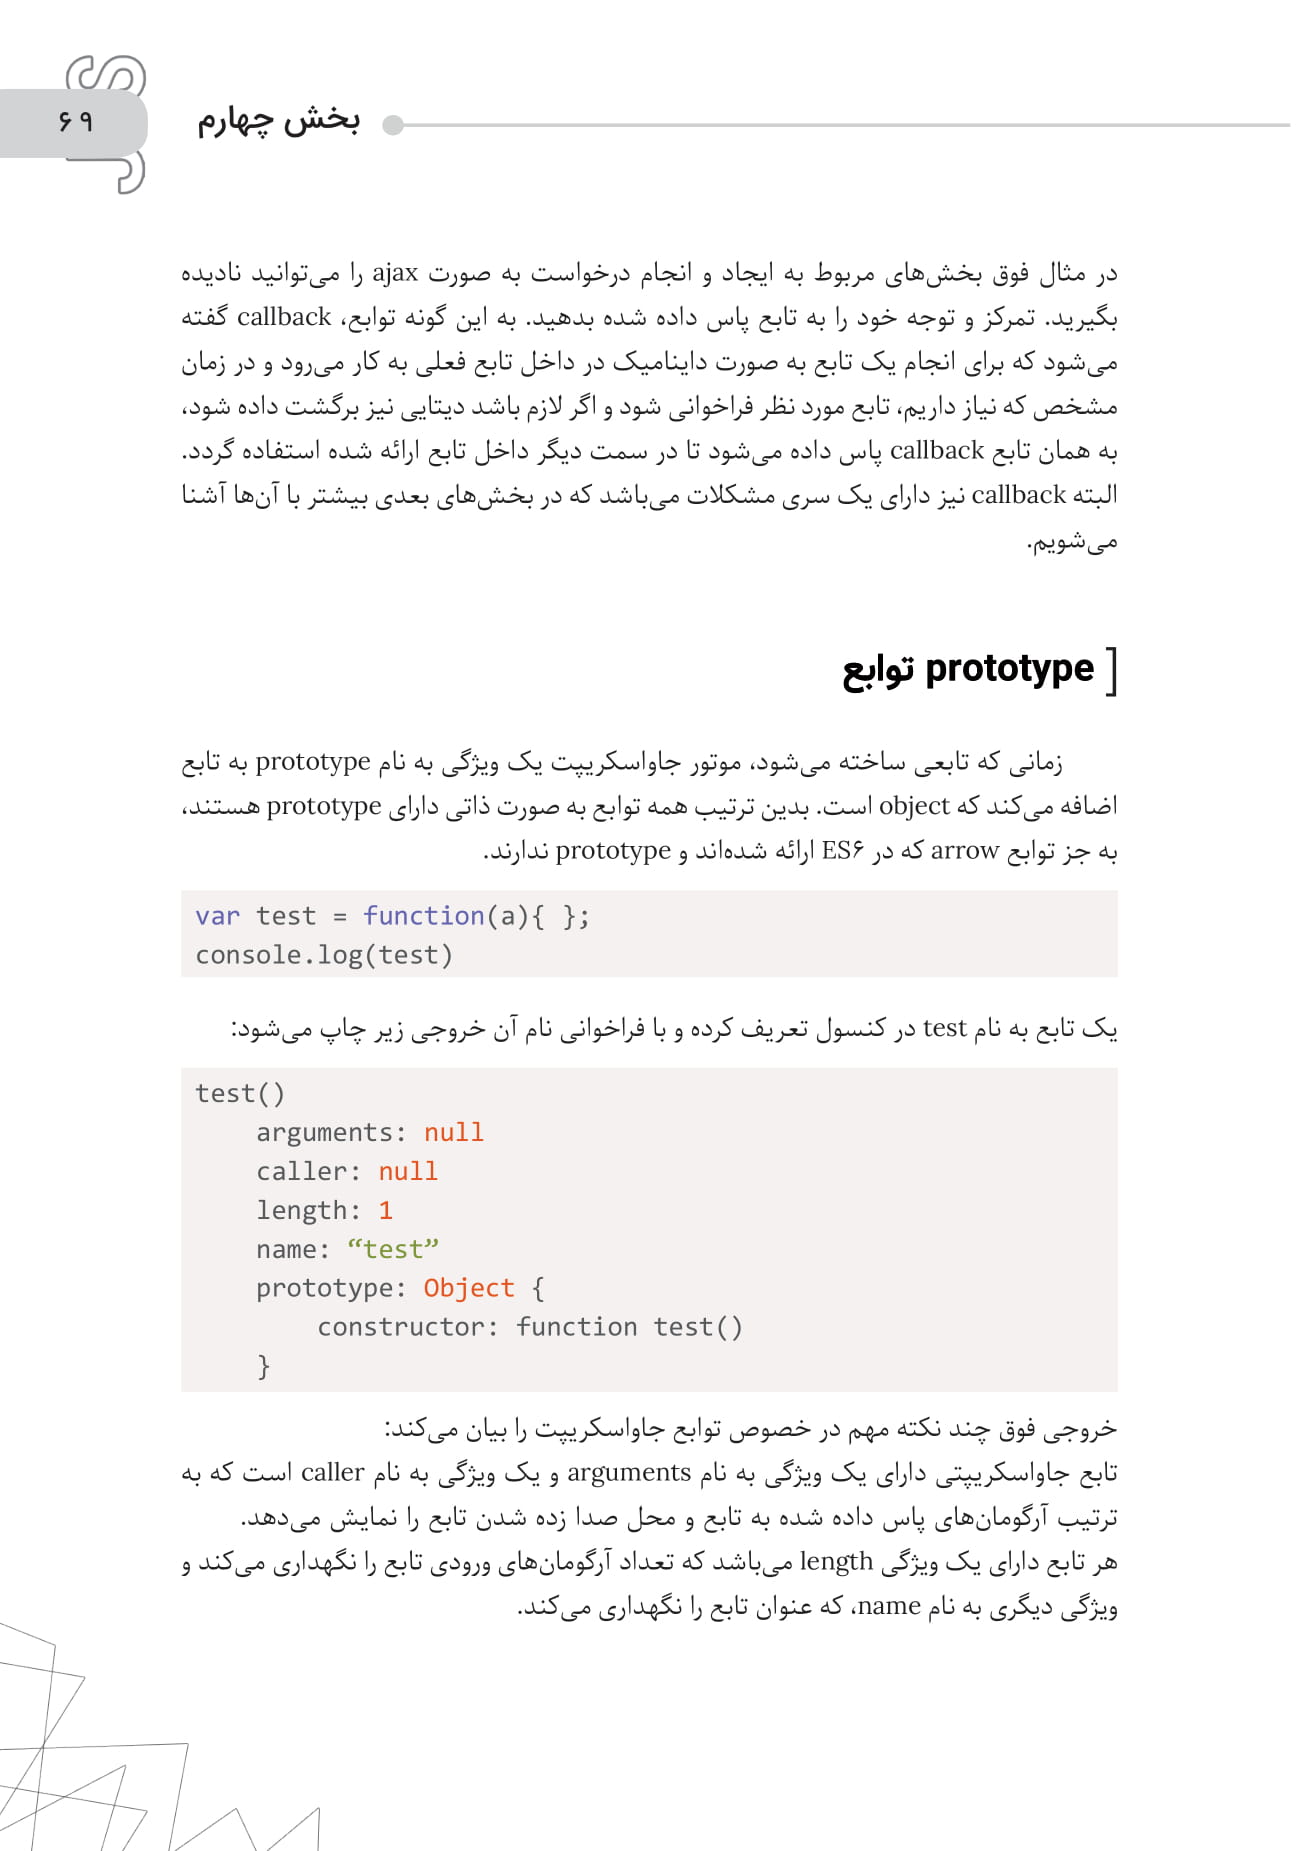 JS
۶۹
بخش چهارم
در مثال فوق بخش‌های مربوط به ایجاد و انجام درخواست به صورت ajax را می‌توانید نادیده
بگیرید. تمرکز و توجه خود را به تابع پاس داده شده بدهید. به این گونه توابع، callback گفته
می‌شود که برای انجام یک تابع به صورت داینامیک در داخل تابع فعلی به کار می‌رود و در زمان
مشخص که نیاز داریم، تابع مورد نظر فراخوانی شود و اگر لازم باشد دیتایی نیز برگشت داده شود،
به همان تابع callback پاس داده می‌شود تا در سمت دیگر داخل تابع ارائه شده استفاده گردد.
البته callback نیز دارای یک سری مشکلات می‌باشد که در بخش‌های بعدی بیشتر با آن‌ها آشنا
می‌شویم.
[ prototype توابع
زمانی که تابعی ساخته می‌شود، موتور جاواسکریپت یک ویژگی به نام prototype به تابع
اضافه می‌کند که object است. بدین ترتیب همه توابع به صورت ذاتی دارای prototype هستند،
به جز توابع arrow که در ES۶ ارائه شده‌اند و prototype ندارند.
var test = function(a){ };
console.log(test)
یک تابع به نام test در کنسول تعریف کرده و با فراخوانی نام آن خروجی زیر چاپ می‌شود:
test()
    arguments: null
    caller: null
    length: 1
    name: “test”
    prototype: Object {
        constructor: function test()
    }
خروجی فوق چند نکته مهم در خصوص توابع جاواسکریپت را بیان می‌کند:
تابع جاواسکریپتی دارای یک ویژگی به نام arguments و یک ویژگی به نام caller است که به
ترتیب آرگومان‌های پاس داده شده به تابع و محل صدا زده شدن تابع را نمایش می‌دهد.
هر تابع دارای یک ویژگی length می‌باشد که تعداد آرگومان‌های ورودی تابع را نگهداری می‌کند و
ویژگی دیگری به نام name، که عنوان تابع را نگهداری می‌کند.